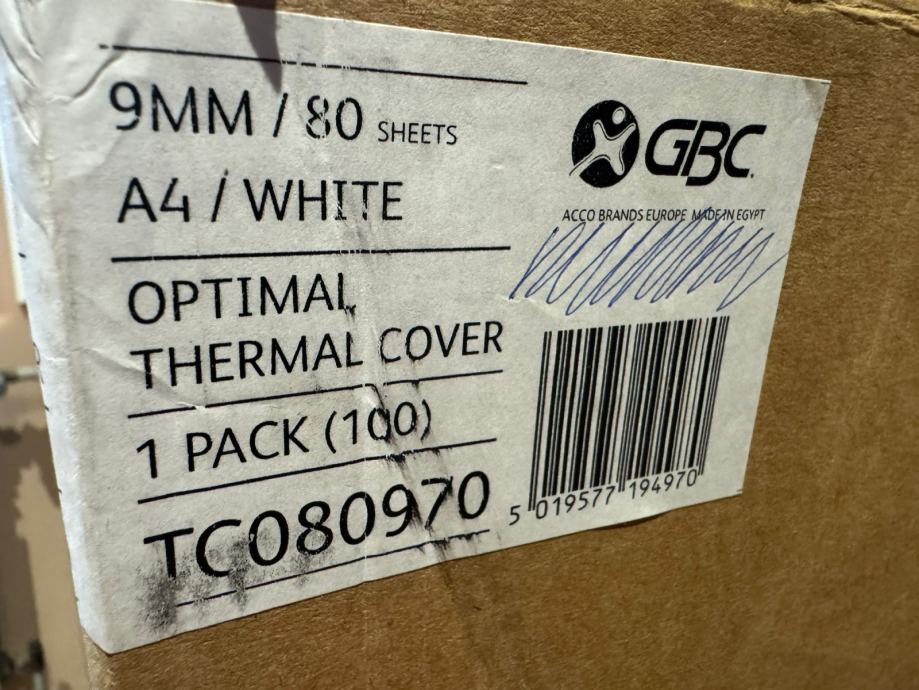 9MM / 80 SHEETS
A4 / WHITE
OPTIMAL
THERMAL COVER
1 PACK (100)
TC080970
GBC
ACCO BRANDS EUROPE MADE IN EGYPT
5 019577 194970